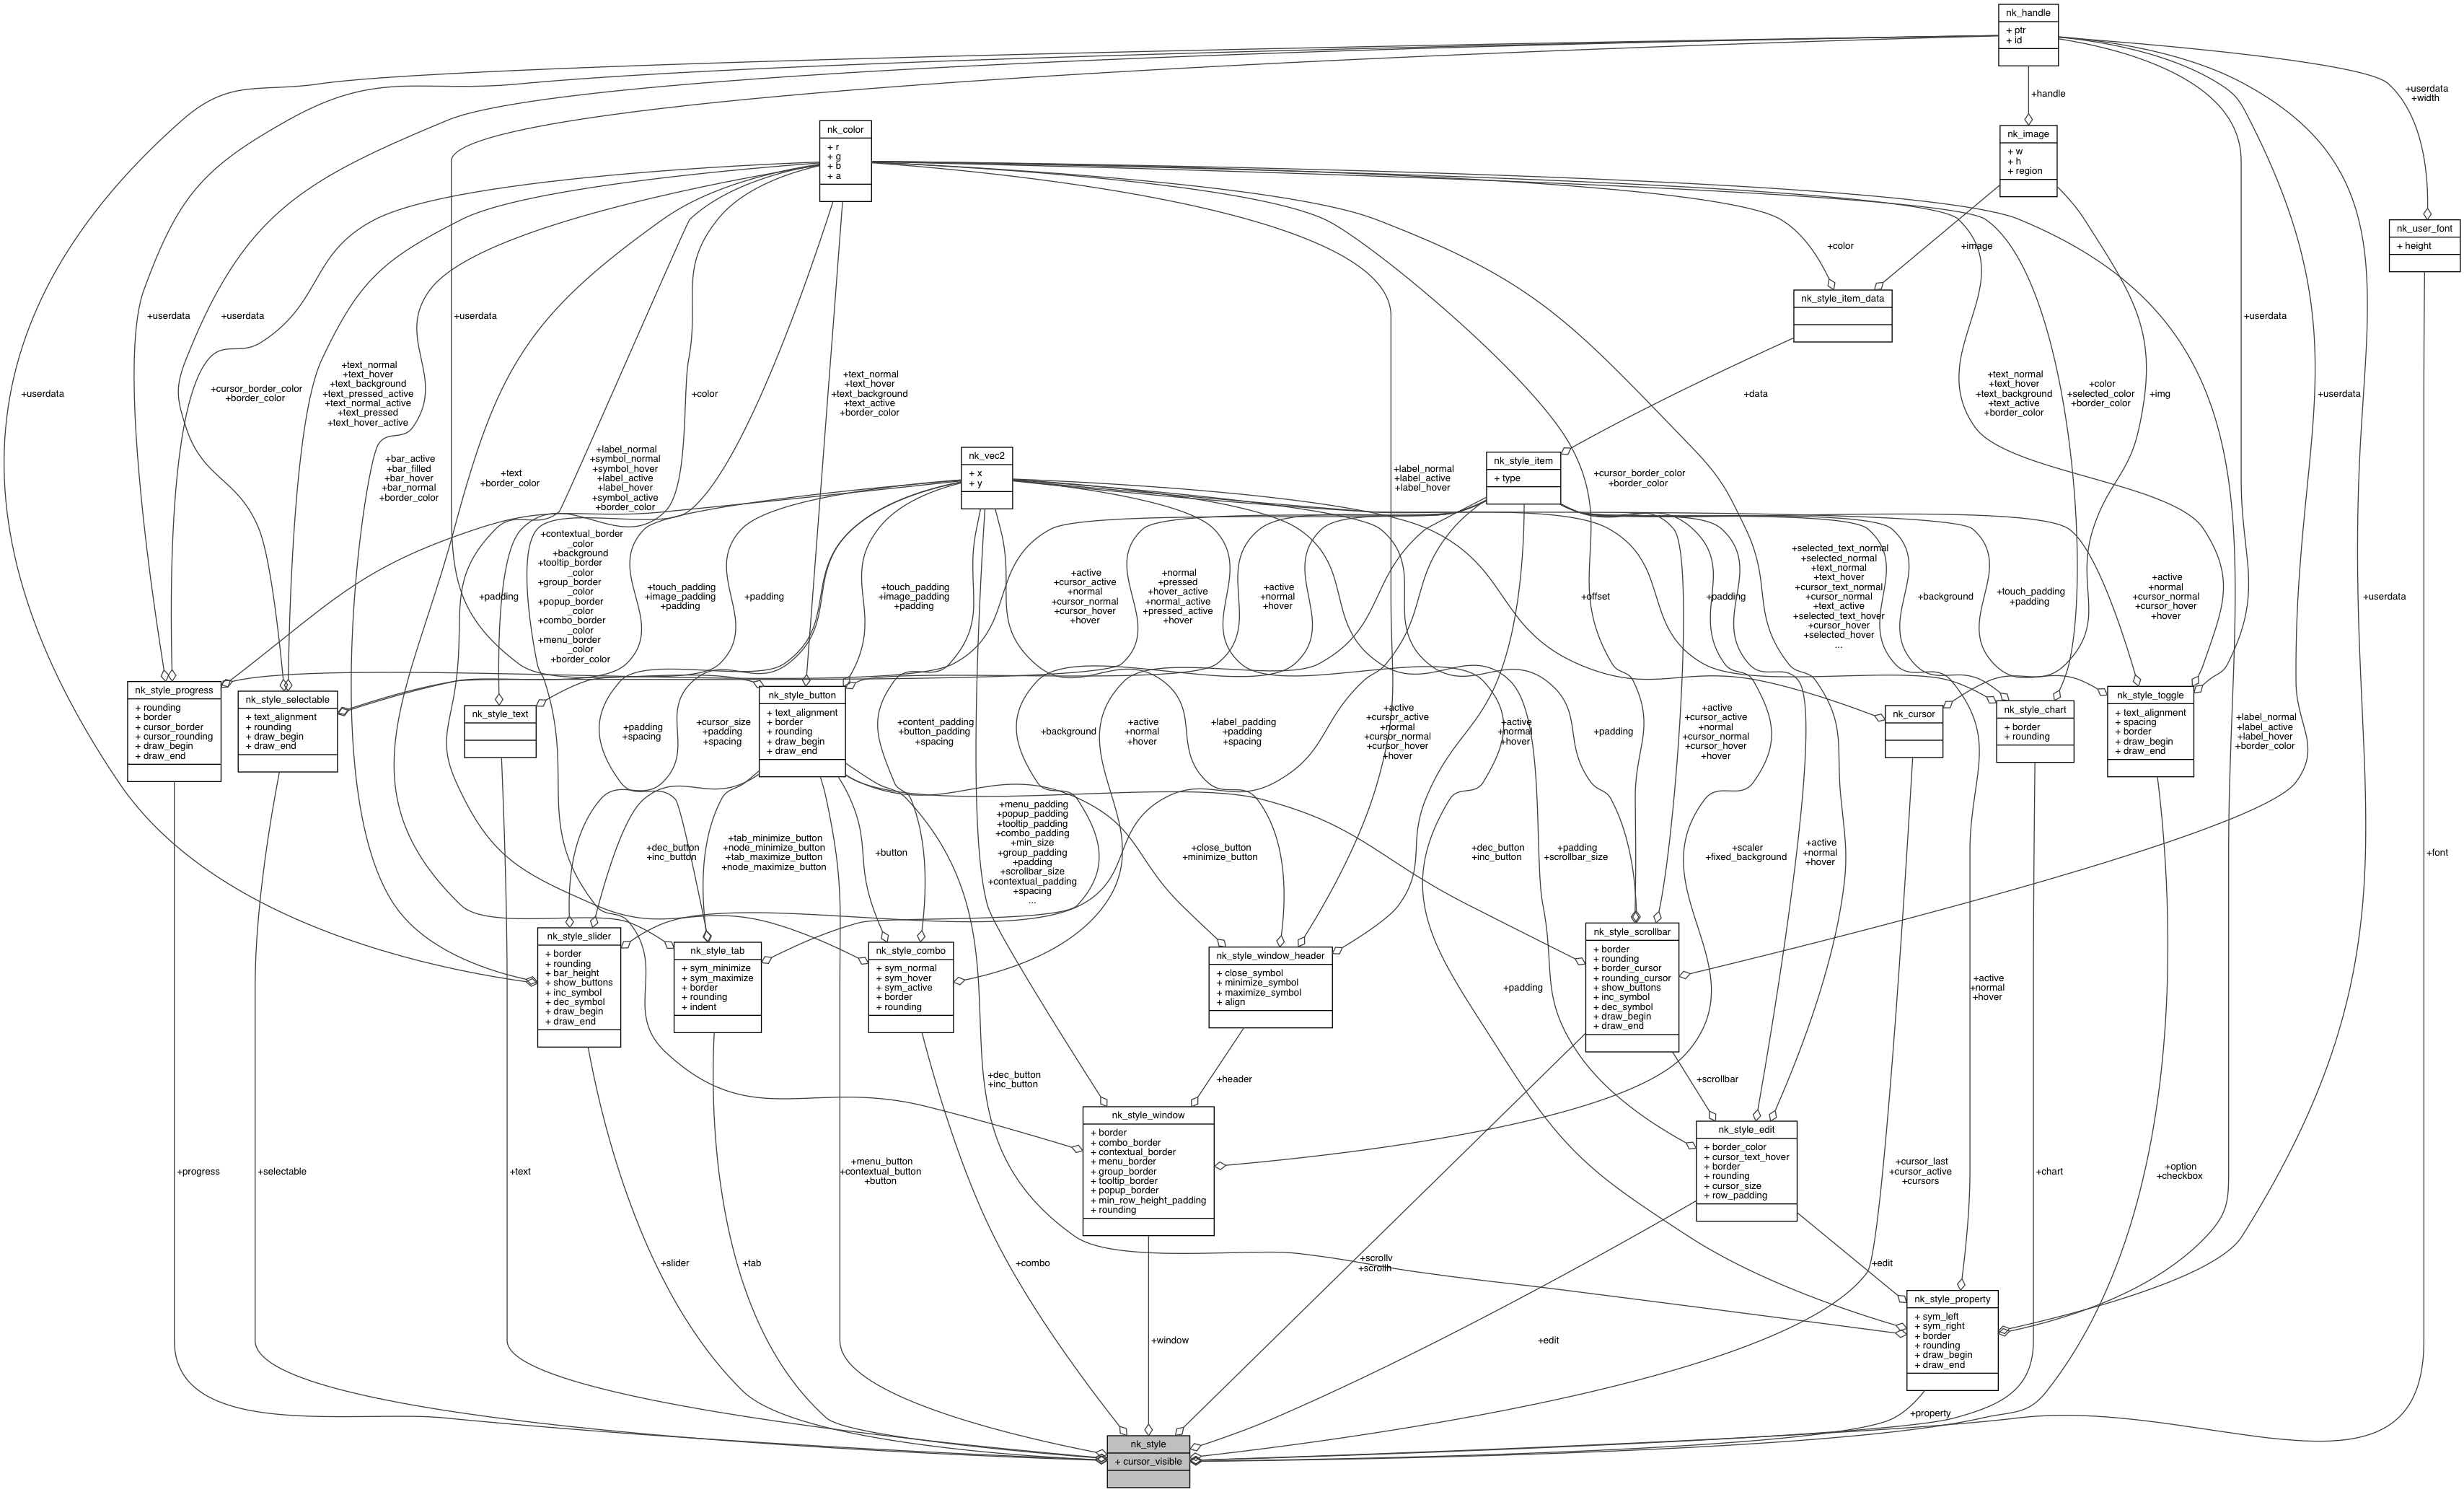 nk_handle
+ ptr
+ id
+userdata
+width
+handle
nk_color
+ r
+ g
+ b
+ a
nk_image
+ w
+ h
+ region
nk_user_font
+ height
+color
+image
nk_style_item_data
+userdata
+userdata
+userdata
+userdata
+userdata
+cursor_border_color
+border_color
+text_normal
+text_hover
+text_background
+text_pressed_active
+text_normal_active
+text_pressed
+text_hover_active
+color
+text_normal
+text_hover
+text_background
+text_active
+border_color
+data
+text_normal
+text_hover
+text_background
+text_active
+border_color
+color
+selected_color
+border_color
+img
+userdata
+bar_active
+bar_filled
+bar_hover
+bar_normal
+border_color
+text
+border_color
+label_normal
+symbol_normal
+symbol_hover
+label_active
+label_hover
+symbol_active
+border_color
nk_vec2
+ x
+ y
+label_normal
+label_active
+label_hover
nk_style_item
+ type
+cursor_border_color
+border_color
+contextual_border
_color
+background
+tooltip_border
_color
+group_border
_color
+popup_border
_color
+combo_border
_color
+menu_border
_color
+border_color
+padding
+touch_padding
+image_padding
+padding
+padding
+touch_padding
+image_padding
+padding
+active
+cursor_active
+normal
+cursor_normal
+cursor_hover
+hover
+normal
+pressed
+hover_active
+normal_active
+pressed_active
+hover
+active
+normal
+hover
+offset
+padding
+selected_text_normal
+selected_normal
+text_normal
+text_hover
+cursor_text_normal
+cursor_normal
+text_active
+selected_text_hover
+cursor_hover
+selected_hover
...
+background
+touch_padding
+padding
+active
+normal
+cursor_normal
+cursor_hover
+hover
+userdata
nk_style_progress
+ rounding
+ border
+ cursor_border
+ cursor_rounding
+ draw_begin
+ draw_end
nk_style_selectable
+ text_alignment
+ rounding
+ draw_begin
+ draw_end
nk_style_text
+padding
+spacing
+cursor_size
+padding
+spacing
nk_style_button
+ text_alignment
+ border
+ rounding
+ draw_begin
+ draw_end
+content_padding
+button_padding
+spacing
+background
+active
+normal
+hover
+label_padding
+padding
+spacing
+active
+cursor_active
+normal
+cursor_normal
+cursor_hover
+hover
+active
+normal
+hover
+padding
+active
+cursor_active
+normal
+cursor_normal
+cursor_hover
+hover
nk_cursor
nk_style_chart
+ border
+ rounding
nk_style_toggle
+ text_alignment
+ spacing
+ border
+ draw_begin
+ draw_end
+label_normal
+label_active
+label_hover
+border_color
+dec_button
+inc_button
+tab_minimize_button
+node_minimize_button
+tab_maximize_button
+node_maximize_button
+button
+menu_padding
+popup_padding
+tooltip_padding
+combo_padding
+min_size
+group_padding
+padding
+scrollbar_size
+contextual_padding
+spacing
...
+close_button
+minimize_button
+dec_button
+inc_button
+padding
+scrollbar_size
+scaler
+fixed_background
+active
+normal
+hover
+font
nk_style_slider
+ border
+ rounding
+ bar_height
+ show_buttons
+ inc_symbol
+ dec_symbol
+ draw_begin
+ draw_end
nk_style_tab
+ sym_minimize
+ sym_maximize
+ border
+ rounding
+ indent
nk_style_combo
+ sym_normal
+ sym_hover
+ sym_active
+ border
+ rounding
nk_style_window_header
+ close_symbol
+ minimize_symbol
+ maximize_symbol
+ align
+padding
nk_style_scrollbar
+ border
+ rounding
+ border_cursor
+ rounding_cursor
+ show_buttons
+ inc_symbol
+ dec_symbol
+ draw_begin
+ draw_end
+active
+normal
+hover
+dec_button
+inc_button
+header
+scrollbar
+progress
+selectable
+text
+menu_button
+contextual_button
+button
nk_style_window
+ border
+ combo_border
+ contextual_border
+ menu_border
+ group_border
+ tooltip_border
+ popup_border
+ min_row_height_padding
+ rounding
nk_style_edit
+ border_color
+ cursor_text_hover
+ border
+ rounding
+ cursor_size
+ row_padding
+cursor_last
+cursor_active
+cursors
+chart
+option
+checkbox
+slider
+tab
+combo
+scrollv
+scrollh
+edit
+window
+edit
nk_style_property
+ sym_left
+ sym_right
+ border
+ rounding
+ draw_begin
+ draw_end
+property
nk_style
+ cursor_visible